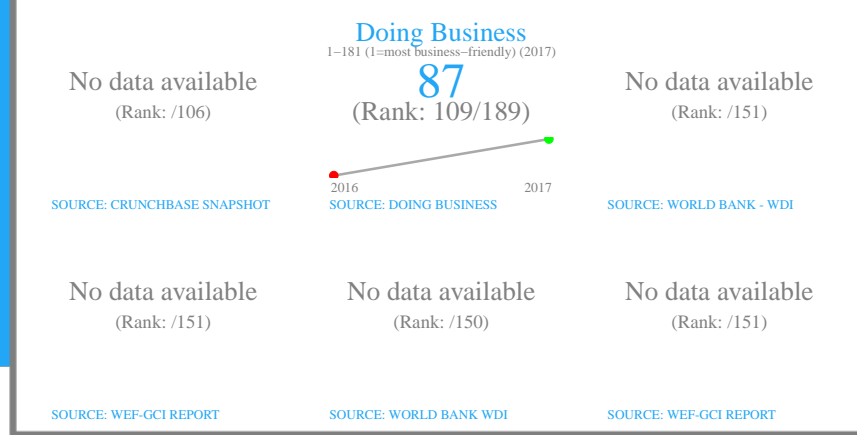 Doing Business
1−181 (1=most business−friendly) (2017)
No data available
(Rank: /106)
87
(Rank: 109/189)
No data available
(Rank: /151)
2016
2017
SOURCE: CRUNCHBASE SNAPSHOT
SOURCE: DOING BUSINESS
SOURCE: WORLD BANK - WDI
No data available
(Rank: /151)
No data available
(Rank: /150)
No data available
(Rank: /151)
SOURCE: WEF-GCI REPORT
SOURCE: WORLD BANK WDI
SOURCE: WEF-GCI REPORT